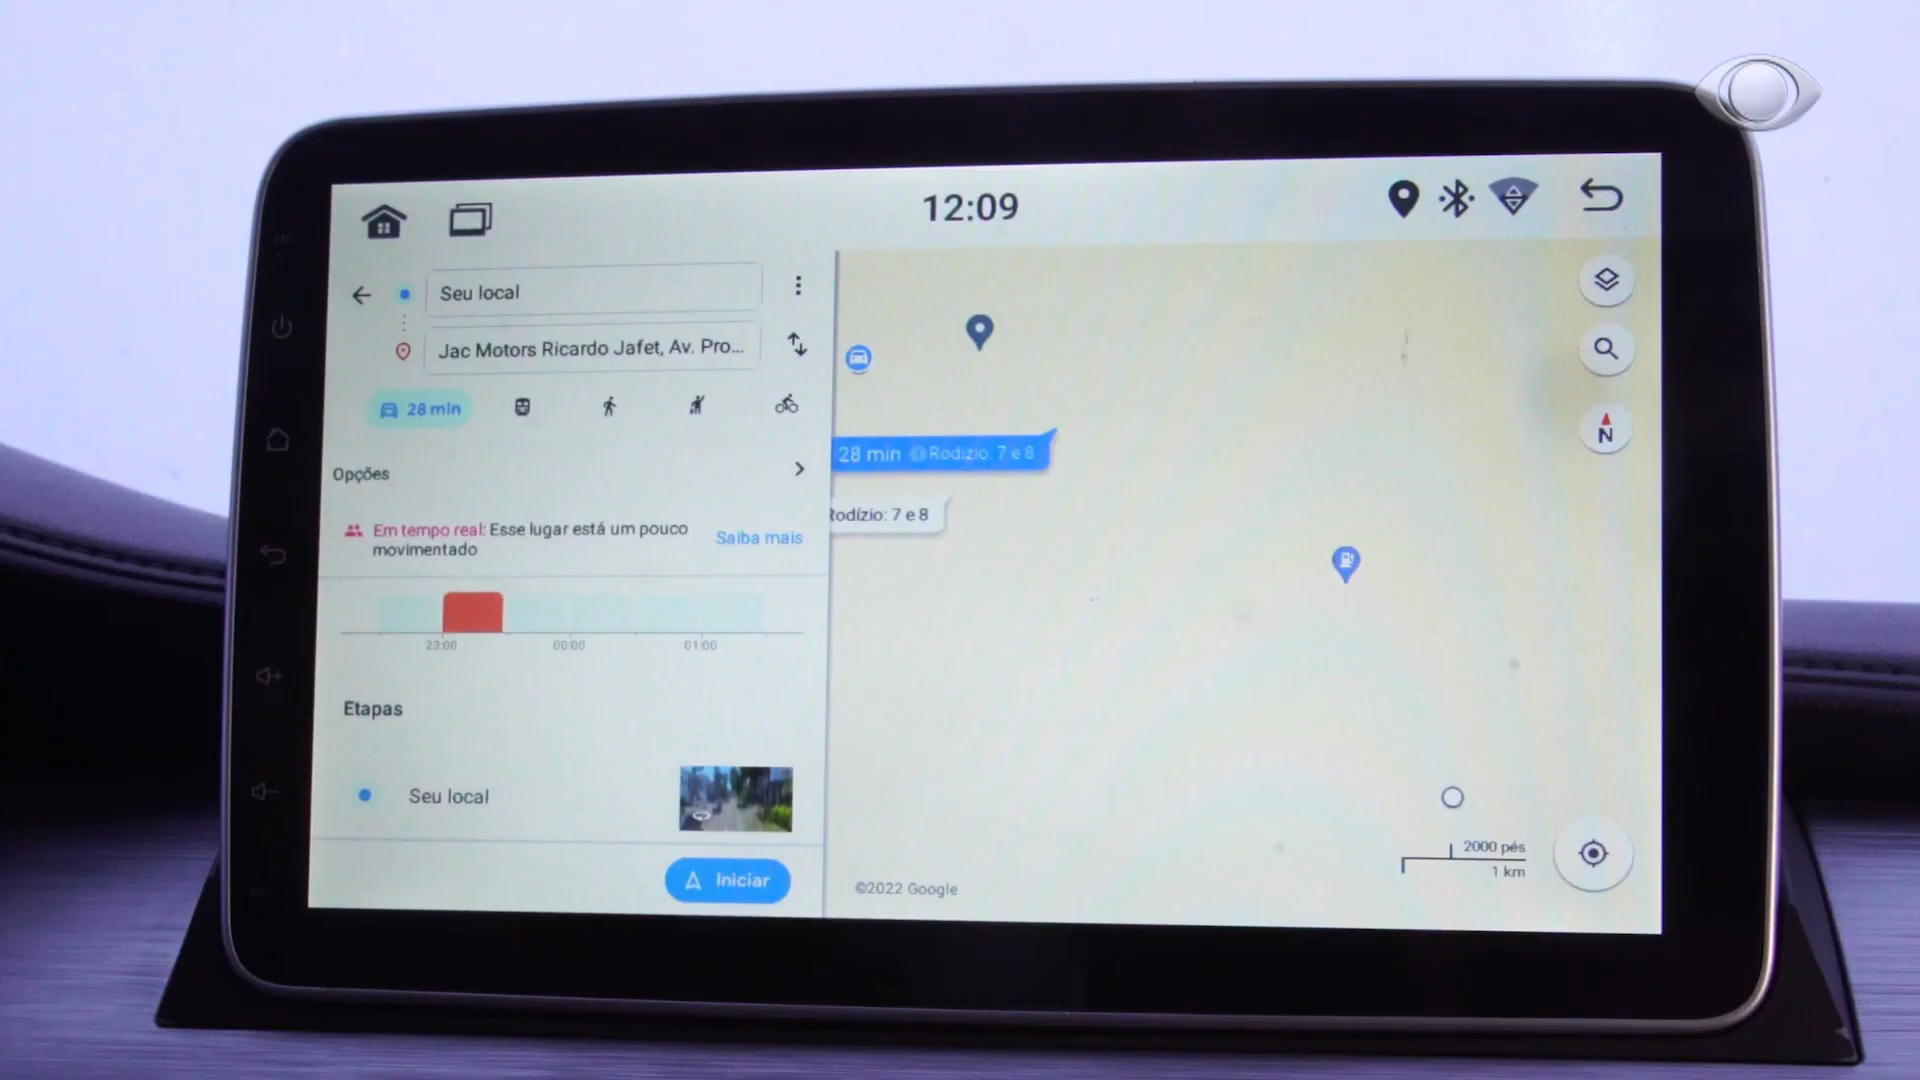 12:09
Seu local
Jac Motors Ricardo Jafet, Av. Pro...
28 min
Opções
Em tempo real: Esse lugar está um pouco
movimentado
Saiba mais
23:00 00:00 01:00
Etapas
Seu local
Iniciar
28 min Rodízio: 7 e 8
Rodízio: 7 e 8
N
2000 pés
1 km
©2022 Google